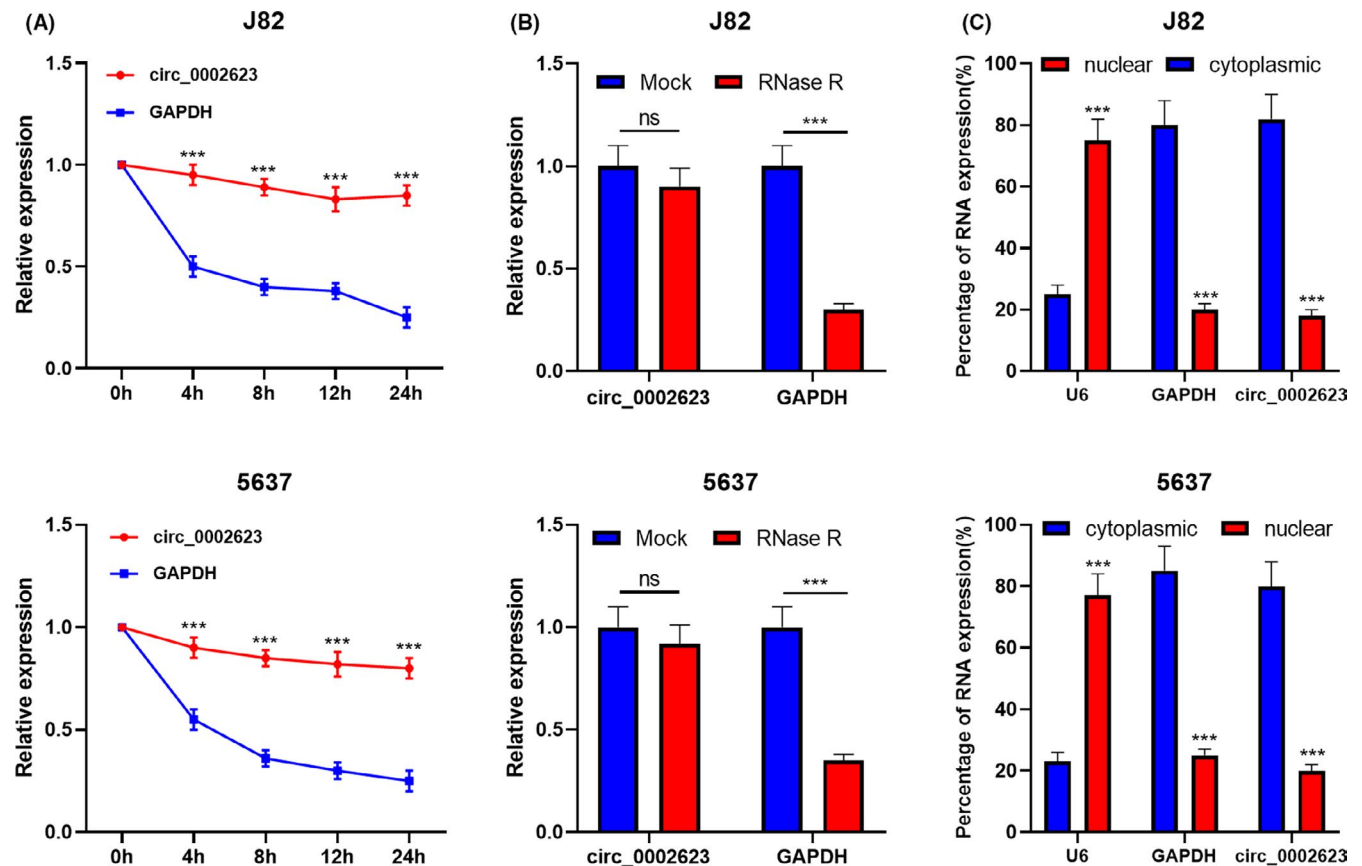 (A)
J82
Relative expression
1.5
1.0
0.5
0.0
circ_0002623
GAPDH
*** *** *** ***
0h 4h 8h 12h 24h
(B)
J82
Relative expression
1.5
1.0
0.5
0.0
Mock RNase R
ns ***
circ_0002623 GAPDH
(C)
J82
Percentage of RNA expression(%)
100
80
60
40
20
0
nuclear cytoplasmic
*** *** ***
U6 GAPDH circ_0002623
5637
Relative expression
1.5
1.0
0.5
0.0
circ_0002623
GAPDH
*** *** *** ***
0h 4h 8h 12h 24h
5637
Relative expression
1.5
1.0
0.5
0.0
Mock RNase R
ns ***
circ_0002623 GAPDH
5637
Percentage of RNA expression(%)
100
80
60
40
20
0
cytoplasmic nuclear
*** *** ***
U6 GAPDH circ_0002623